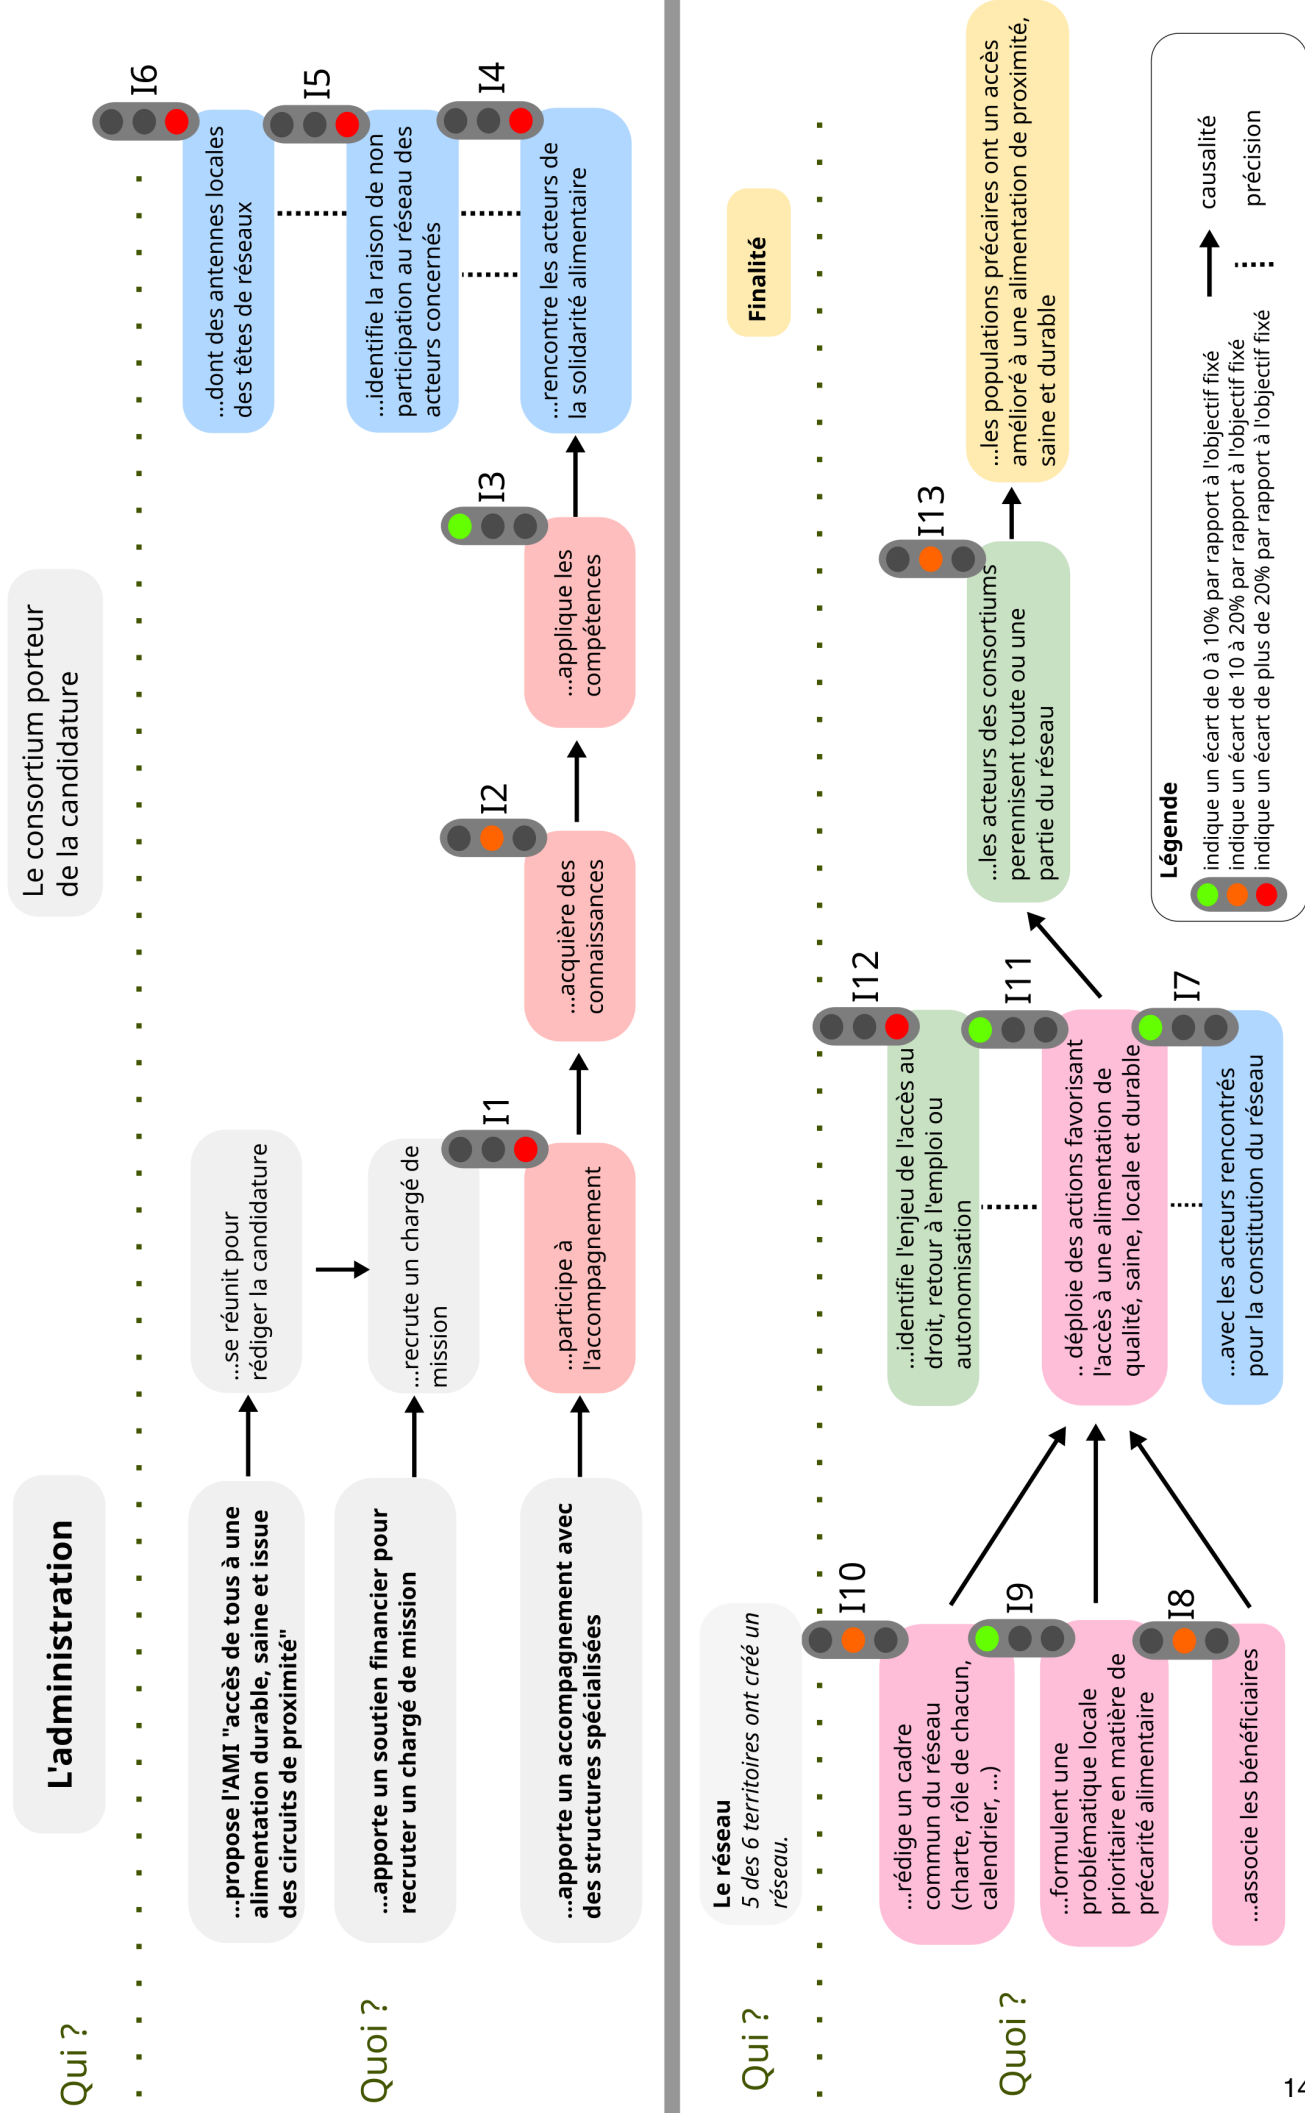 Qui ?
L'administration
Le consortium porteur
de la candidature
Quoi ?
...propose l'AMI "accès de tous à une
alimentation durable, saine et issue
des circuits de proximité"
...se réunit pour
rédiger la candidature
...apporte un soutien financier pour
recruter un chargé de mission
...recrute un chargé de
mission
...apporte un accompagnement avec
des structures spécialisées
I1
...participe à
l'accompagnement
I2
...acquière des
connaissances
I3
...applique les
compétences
I6
...dont des antennes locales
des têtes de réseaux
I5
...identifie la raison de non
participation au réseau des
acteurs concernés
I4
...rencontre les acteurs de
la solidarité alimentaire
Qui ?
Le réseau
5 des 6 territoires ont créé un
réseau.
Finalité
Quoi ?
I10
...rédige un cadre
commun du réseau
(charte, rôle de chacun,
calendrier, ...)
I9
...formulent une
problématique locale
prioritaire en matière de
précarité alimentaire
I8
...associe les bénéficiaires
I12
...identifie l'enjeu de l'accès au
droit, retour à l'emploi ou
autonomisation
I11
.. déploie des actions favorisant
l'accès à une alimentation de
qualité, saine, locale et durable
I7
...avec les acteurs rencontrés
pour la constitution du réseau
I13
...les acteurs des consortiums
perennisent toute ou une
partie du réseau
...les populations précaires ont un accès
amélioré à une alimentation de proximité,
saine et durable
Légende
indique un écart de 0 à 10% par rapport à l'objectif fixé
indique un écart de 10 à 20% par rapport à l'objectif fixé
indique un écart de plus de 20% par rapport à l'objectif fixé
causalité
précision
14